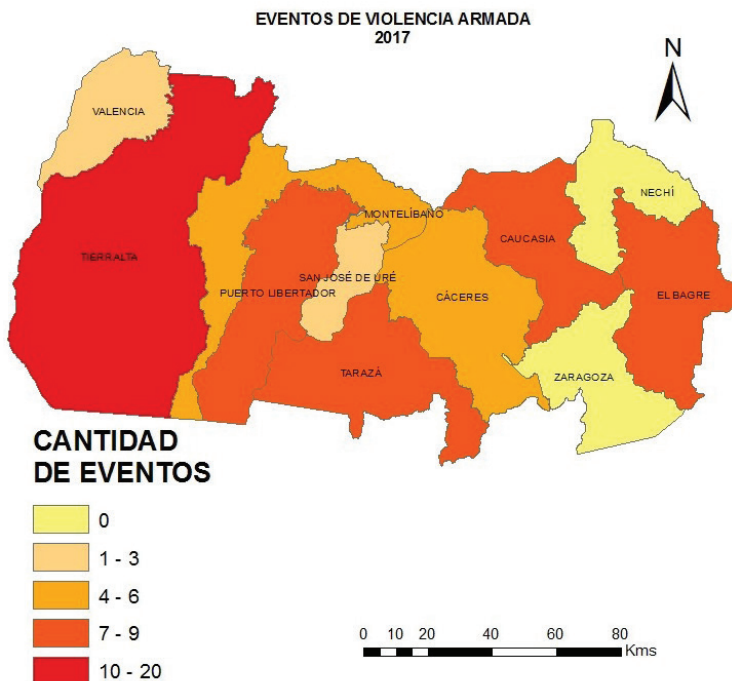 EVENTOS DE VIOLENCIA ARMADA
2017
N
VALENCIA
NECHÍ
MONTELÍBANO
CAUCASIA
TIERRALTA
SAN JOSÉ DE URÉ
PUERTO LIBERTADOR
CÁCERES
EL BAGRE
TARAZÁ
ZARAGOZA
CANTIDAD
DE EVENTOS
0
1 - 3
4 - 6
7 - 9
10 - 20
0 10 20 40 60 80
Kms